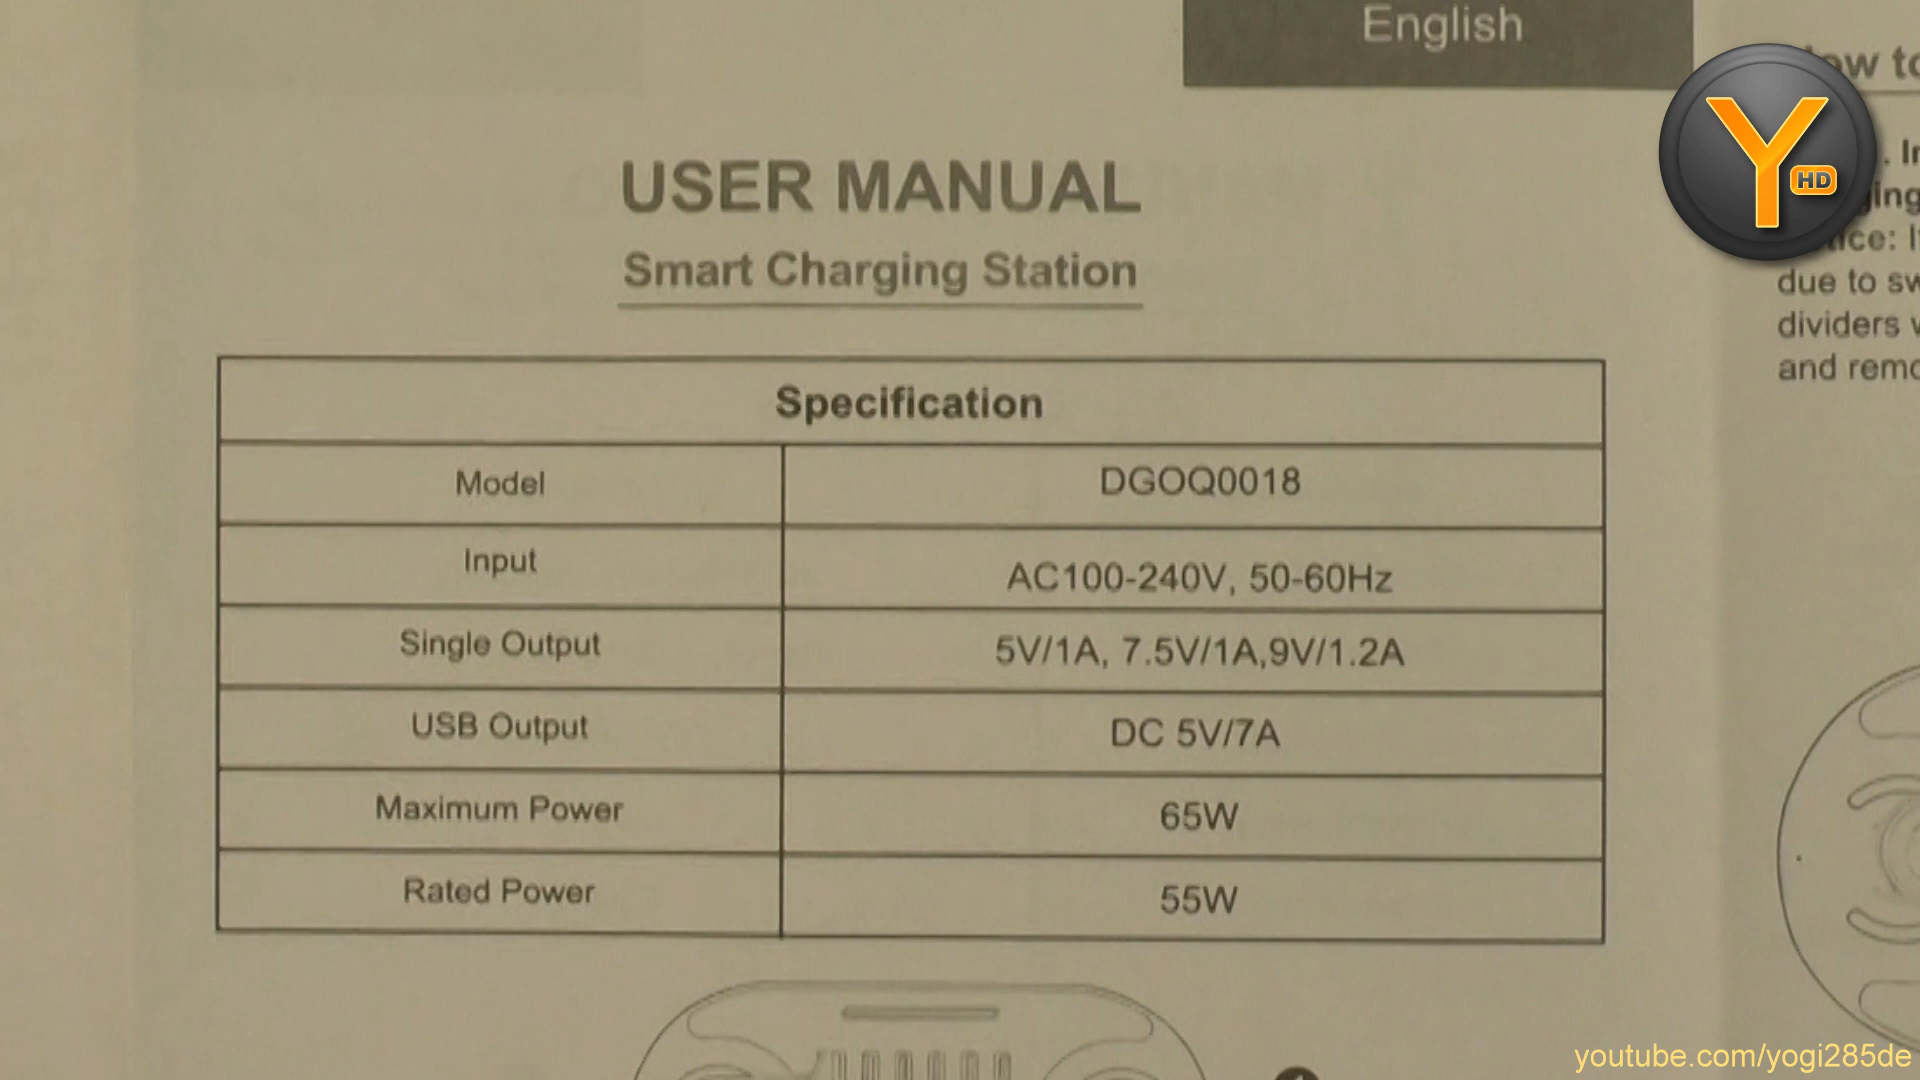 English
USER MANUAL
Smart Charging Station
Specification
Model DGOQ0018
Input AC100-240V, 50-60Hz
Single Output 5V/1A, 7.5V/1A,9V/1.2A
USB Output DC 5V/7A
Maximum Power 65W
Rated Power 55W
due to
dividers
and
Y HD
youtube.com/yogi285de